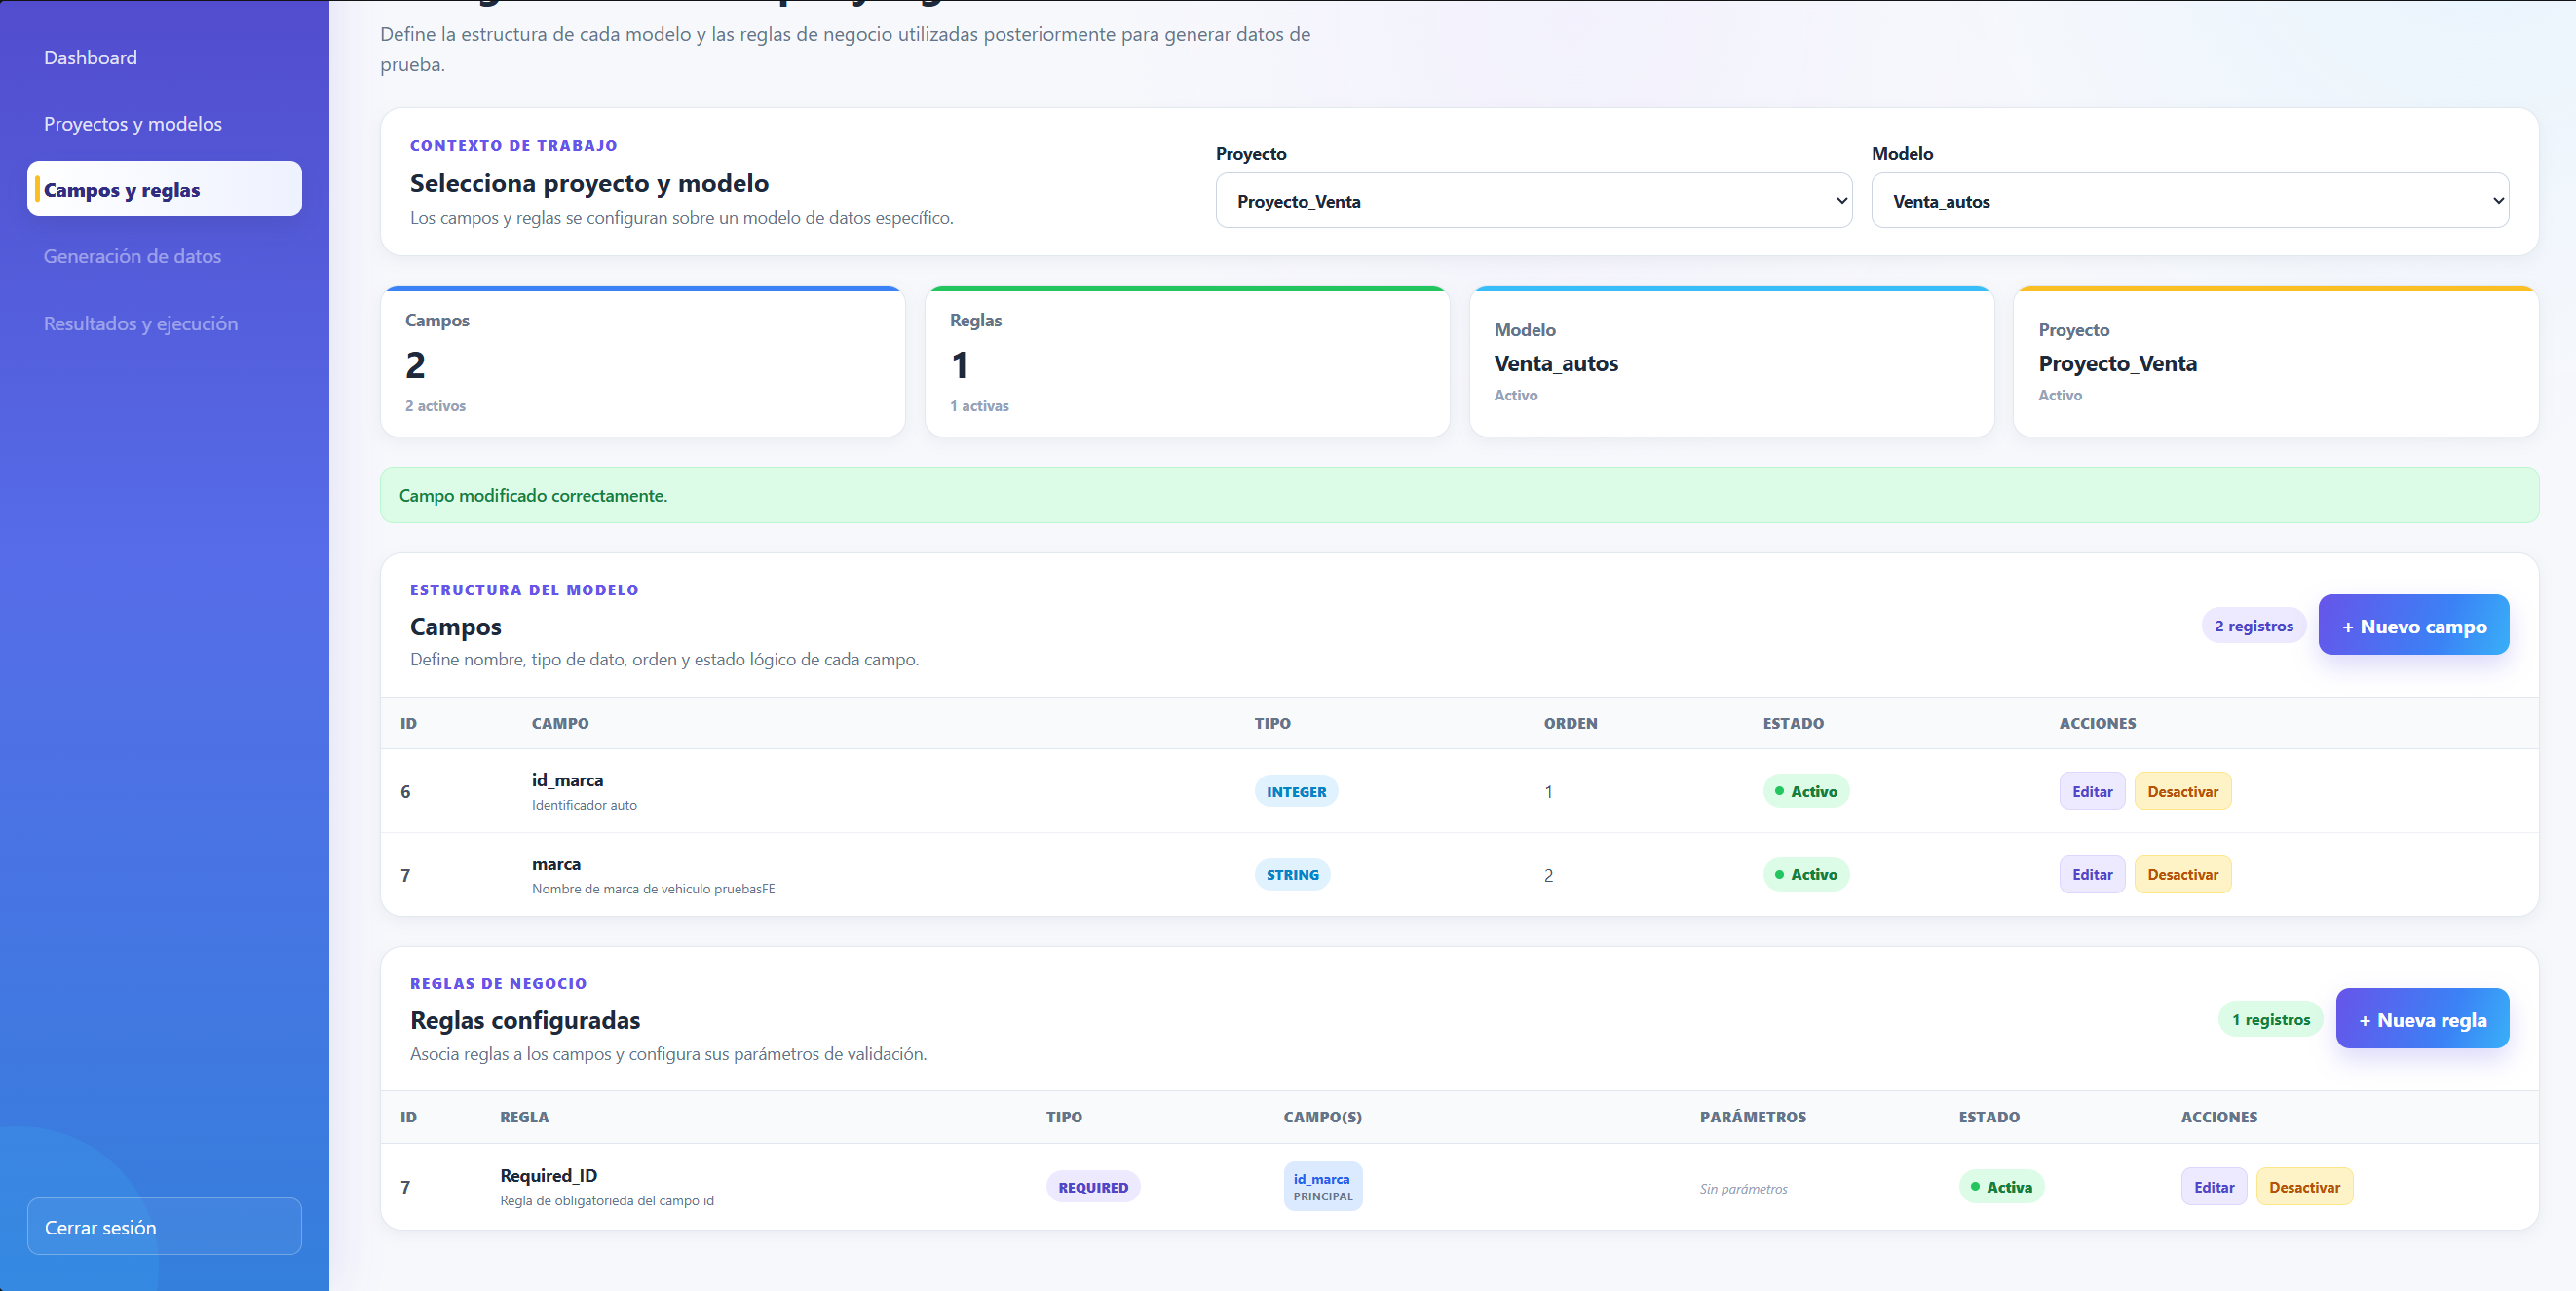 Dashboard
Proyectos y modelos
Campos y reglas
Generación de datos
Resultados y ejecución
Cerrar sesión
Define la estructura de cada modelo y las reglas de negocio utilizadas posteriormente para generar datos de
prueba.
CONTEXTO DE TRABAJO
Selecciona proyecto y modelo
Los campos y reglas se configuran sobre un modelo de datos específico.
Proyecto
Proyecto_Venta
Modelo
Venta_autos
Campos
2
2 activos
Reglas
1
1 activas
Modelo
Venta_autos
Activo
Proyecto
Proyecto_Venta
Activo
Campo modificado correctamente.
ESTRUCTURA DEL MODELO
Campos
Define nombre, tipo de dato, orden y estado lógico de cada campo.
2 registros
+ Nuevo campo
ID CAMPO TIPO ORDEN ESTADO ACCIONES
6 id_marca INTEGER 1 Activo Editar Desactivar
Identificador auto
7 marca STRING 2 Activo Editar Desactivar
Nombre de marca de vehiculo pruebasFE
REGLAS DE NEGOCIO
Reglas configuradas
Asocia reglas a los campos y configura sus parámetros de validación.
1 registros
+ Nueva regla
ID REGLA TIPO CAMPO(S) PARÁMETROS ESTADO ACCIONES
7 Required_ID REQUIRED id_marca Sin parámetros Activa Editar Desactivar
Regla de obligatorieda del campo id PRINCIPAL